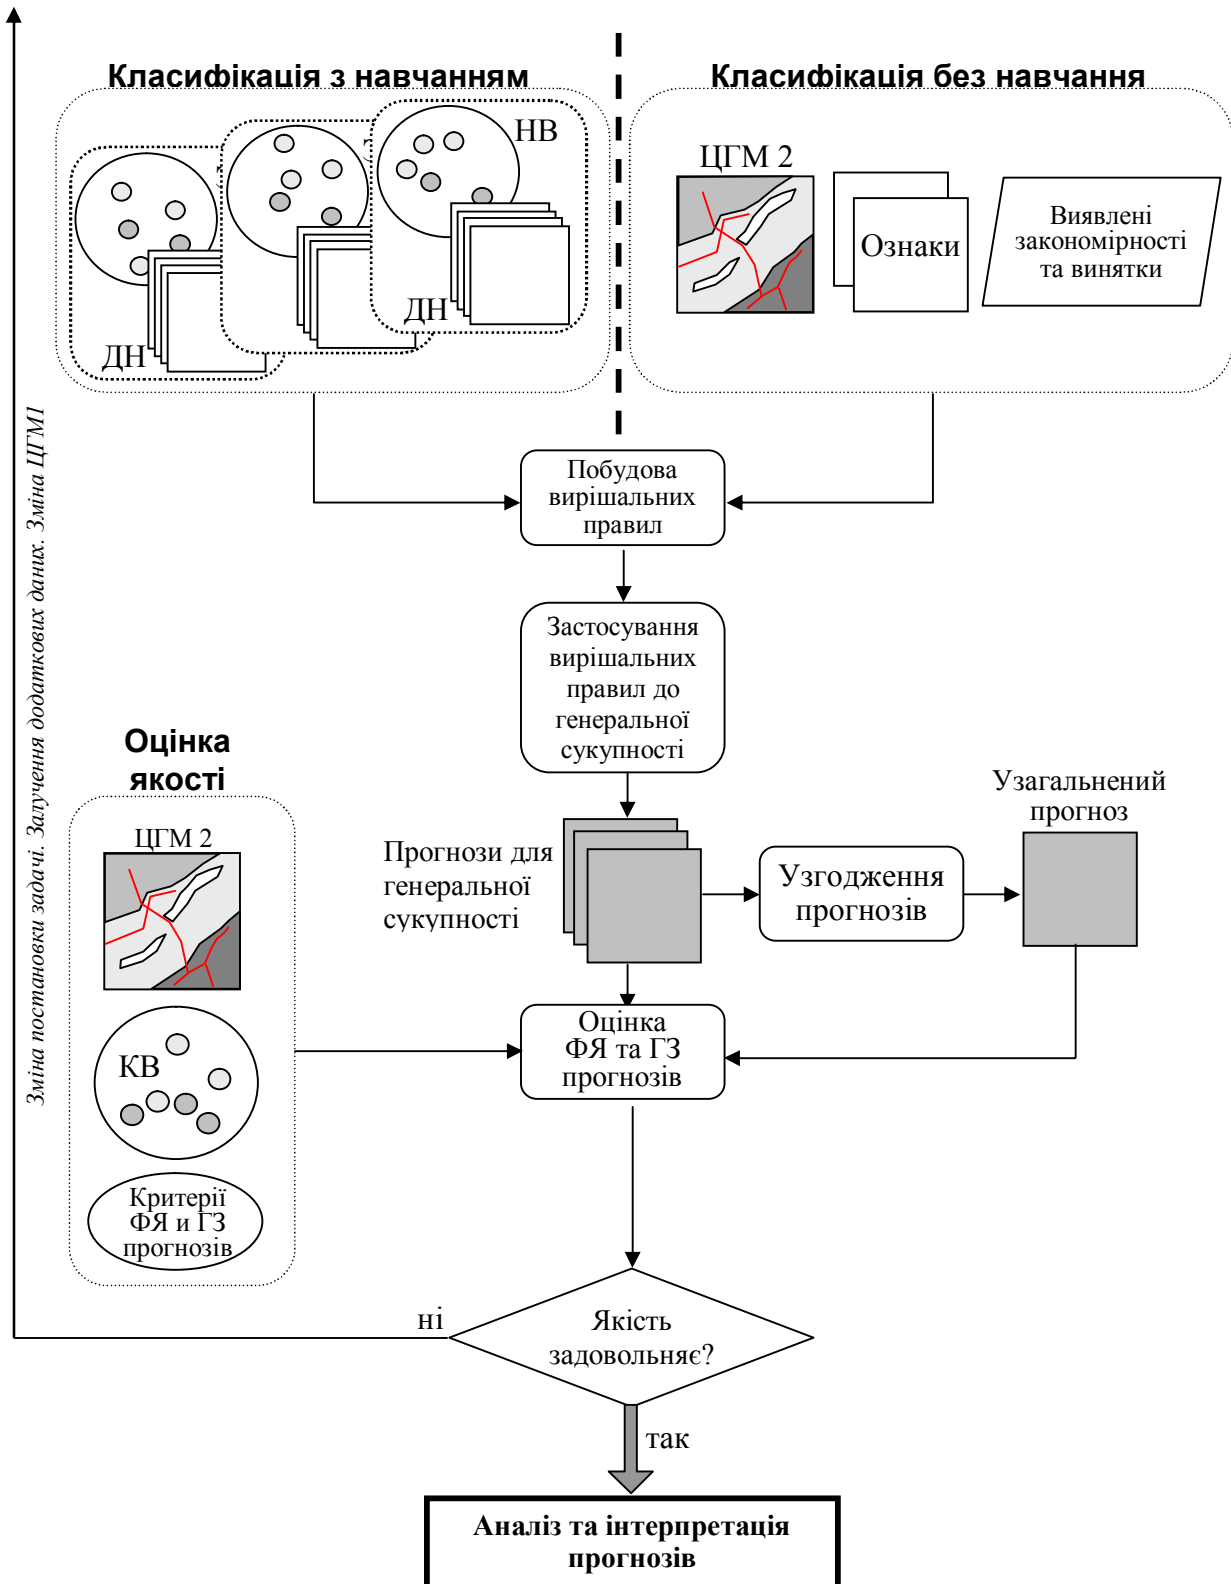 Класифікація з навчанням
Класифікація без навчання
НВ
ДН
ДН
ЦГМ 2
Ознаки
Виявлені
закономірності
та винятки
Зміна постановки задачі. Залучення додаткових даних. Зміна ЦГМ1
Побудова
вирішальних
правил
Застосування
вирішальних
правил до
генеральної
сукупності
Оцінка
якості
ЦГМ 2
КВ
Критерії
ФЯ и ГЗ
прогнозів
Прогнози для
генеральної
сукупності
Узгодження
прогнозів
Узагальнений
прогноз
Оцінка
ФЯ та ГЗ
прогнозів
ні
Якість
задовольняє?
так
Аналіз та інтерпретація
прогнозів